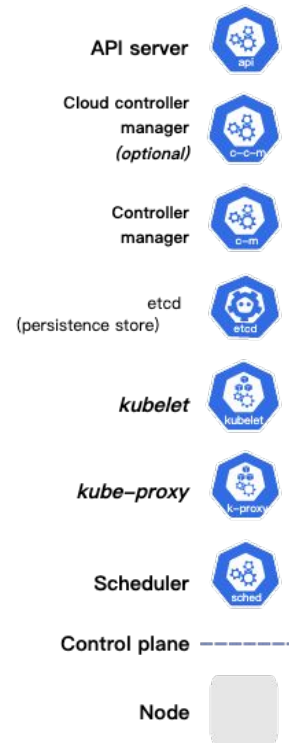 API server
api
Cloud controller
manager
(optional)
c-c-m
Controller
manager
c-m
etcd
(persistence store)
etcd
kubelet
kubelet
kube-proxy
k-proxy
Scheduler
sched
Control plane
Node